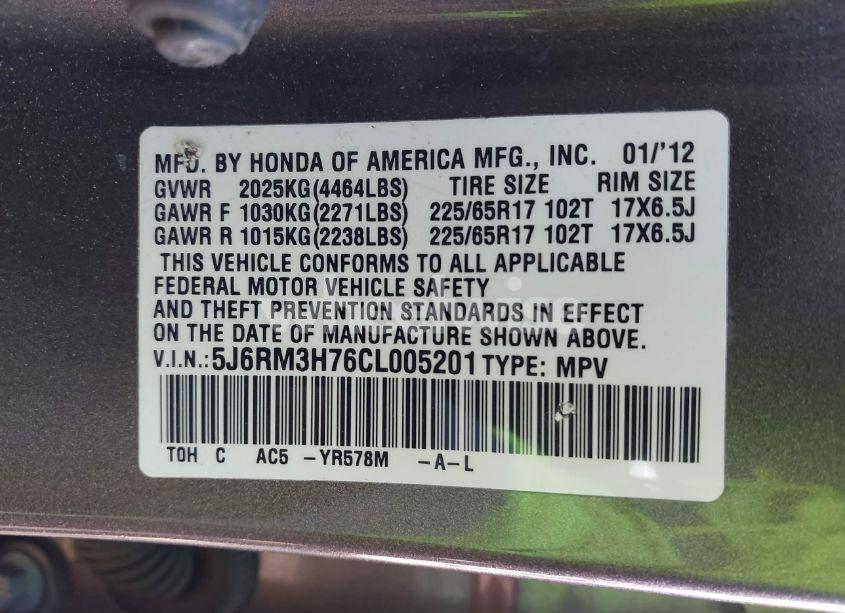 MFD. BY HONDA OF AMERICA MFG., INC. 01/'12
GVWR 2025KG(4464LBS) TIRE SIZE RIM SIZE
GAWR F 1030KG(2271LBS) 225/65R17 102T 17X6.5J
GAWR R 1015KG(2238LBS) 225/65R17 102T 17X6.5J
THIS VEHICLE CONFORMS TO ALL APPLICABLE
FEDERAL MOTOR VEHICLE SAFETY
AND THEFT PREVENTION STANDARDS IN EFFECT
ON THE DATE OF MANUFACTURE SHOWN ABOVE.
V.I.N.: 5J6RM3H76CL005201 TYPE: MPV
TOH C AC5 -YR578M -A-L